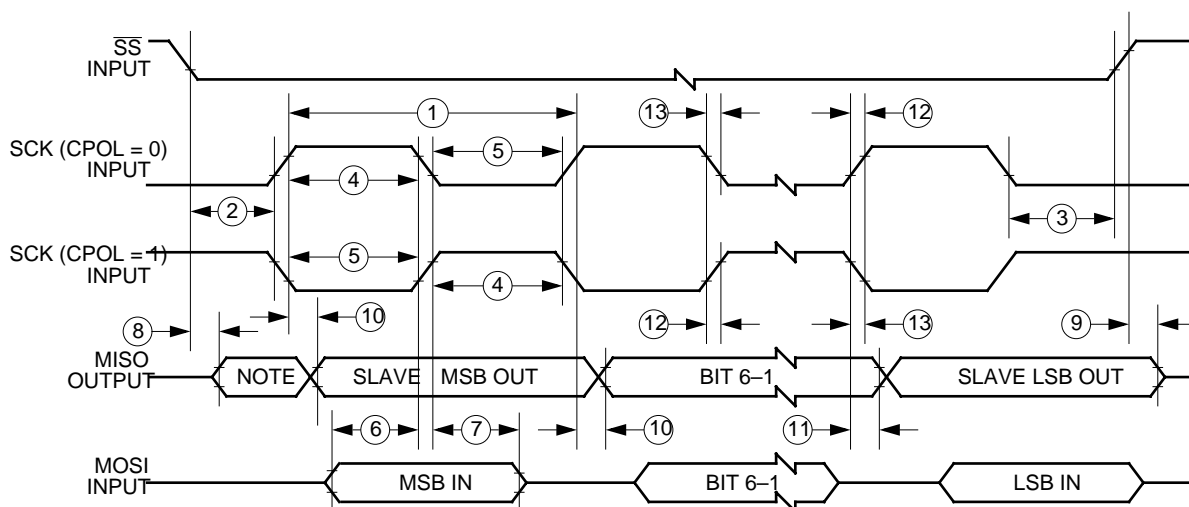 SS
INPUT
1
13
12
SCK (CPOL = 0)
INPUT
5
4
2
3
SCK (CPOL = 1)
INPUT
5
4
8
10
12
13
9
MISO
OUTPUT
NOTE
SLAVE MSB OUT
BIT 6–1
SLAVE LSB OUT
6
7
10
11
MOSI
INPUT
MSB IN
BIT 6–1
LSB IN